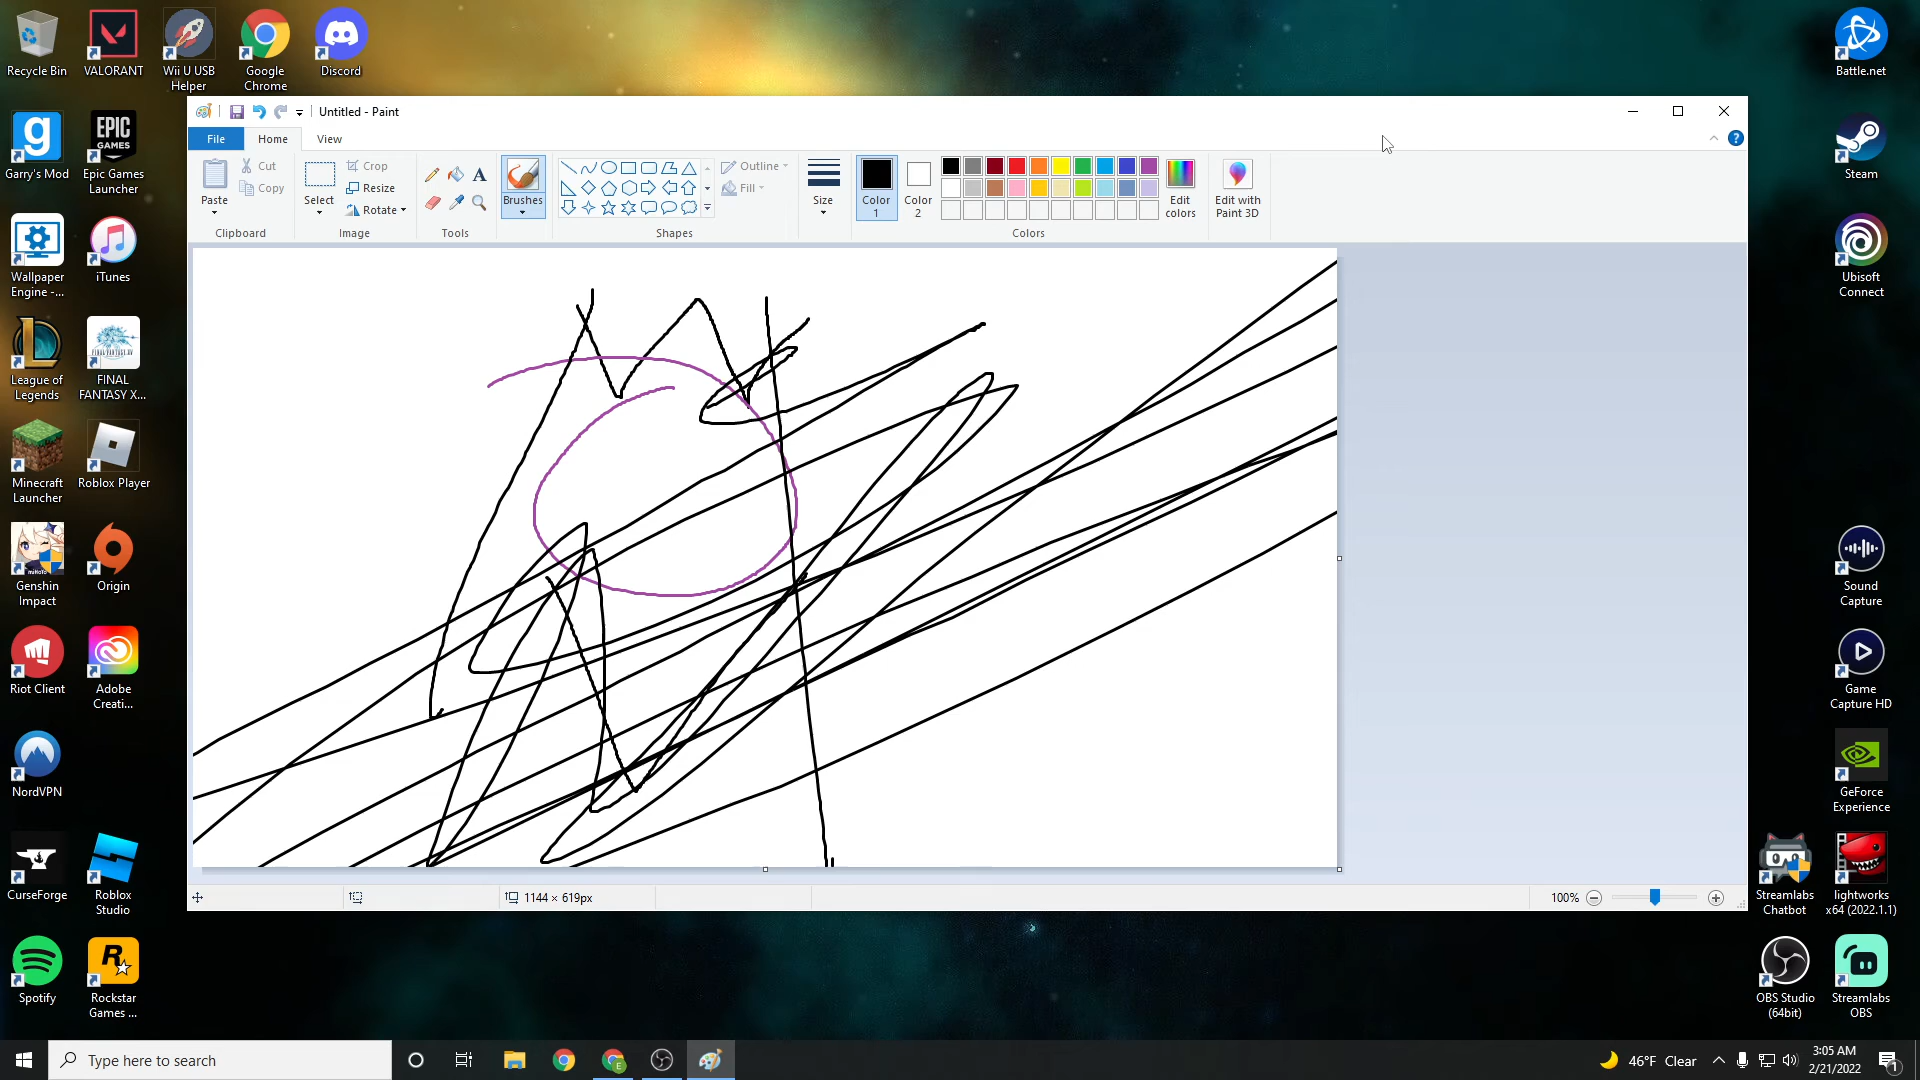 Recycle Bin
VALORANT
Wii U USB
Helper
Google
Chrome
Discord
Battle.net
Untitled - Paint
File
Home
View
Garry's Mod
Epic Games
Launcher
Steam
Paste
Cut
Copy
Clipboard
Select
Crop
Resize
Rotate
Image
Tools
Brushes
Shapes
Outline
Fill
Size
Color
1
Color
2
Colors
Edit
colors
Edit with
Paint 3D
Wallpaper
Engine -...
iTunes
Ubisoft
Connect
League of
Legends
FINAL
FANTASY X...
Minecraft
Launcher
Roblox Player
Genshin
Impact
Origin
Sound
Capture
Riot Client
Adobe
Creati...
Game
Capture HD
NordVPN
GeForce
Experience
CurseForge
Roblox
Studio
Streamlabs
Chatbot
lightworks
x64 (2022.1.1)
1144 × 619px
100%
Spotify
Rockstar
Games ...
OBS Studio
(64bit)
Streamlabs
OBS
Type here to search
46°F Clear
3:05 AM
2/21/2022
1